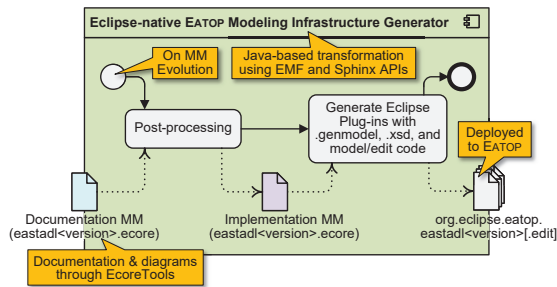 Eclipse-native EATOP Modeling Infrastructure Generator
On MM
Evolution
Java-based transformation
using EMF and Sphinx APIs
Post-processing
Generate Eclipse
Plug-ins with
.genmodel, .xsd, and
model/edit code
Deployed
to EATOP
Documentation MM
(eastadl<version>.ecore)
Implementation MM
(eastadl<version>.ecore)
org.eclipse.eatop.
eastadl<version>[.edit]
Documentation & diagrams
through EcoreTools